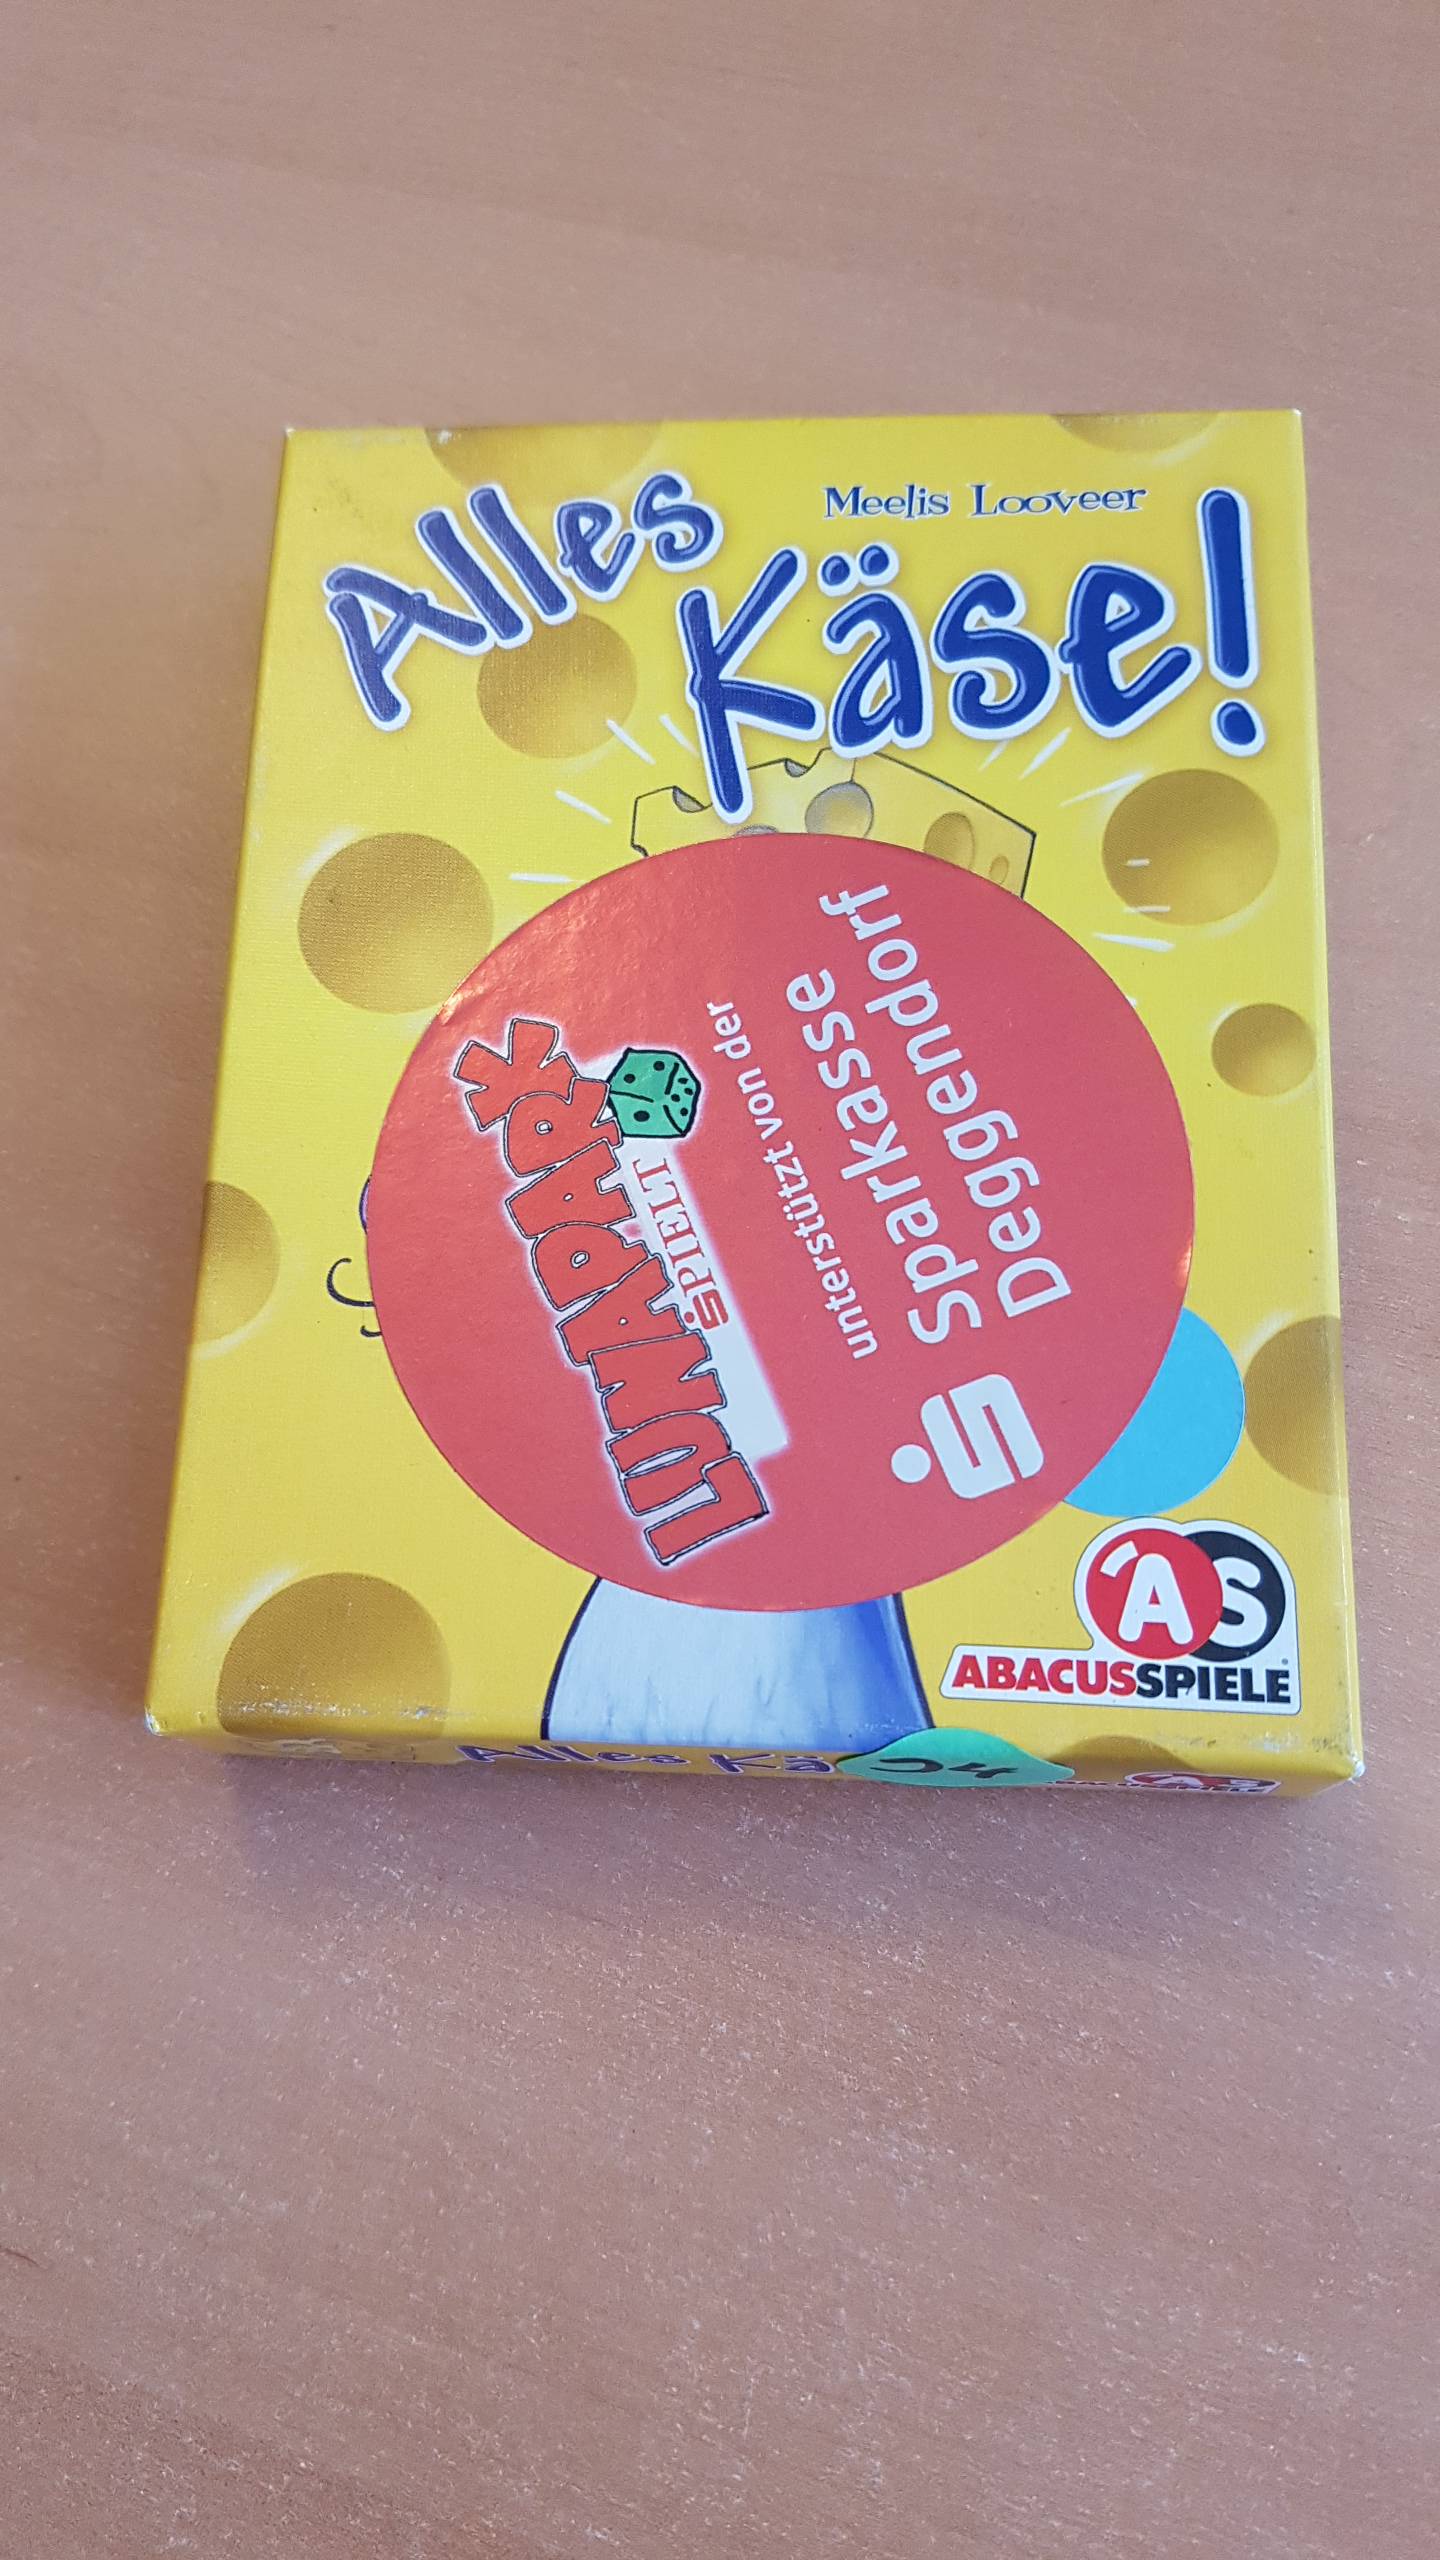 Meelis Looveer
Alles
Käse!
LUNAPARK
SPIELT
unterstützt von der
Sparkasse
Deggendorf
AS
ABACUSSPIELE
Alles Kä